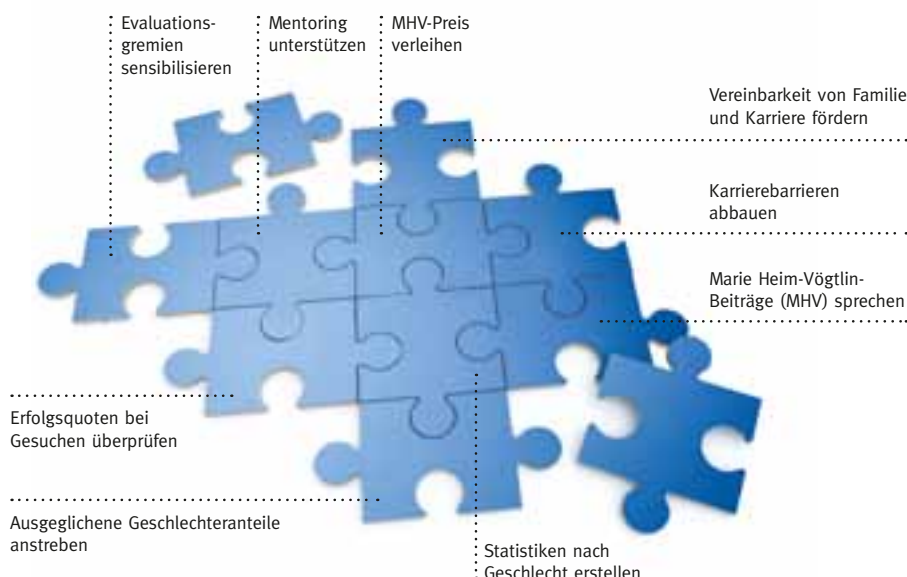 Evaluations-
gremien
sensibilisieren
Mentoring
unterstützen
MHV-Preis
verleihen
Vereinbarkeit von Familie
und Karriere fördern
Karrierebarrieren
abbauen
Marie Heim-Vögtlin-
Beiträge (MHV) sprechen
Erfolgsquoten bei
Gesuchen überprüfen
Ausgeglichene Geschlechteranteile
anstreben
Statistiken nach
Geschlecht erstellen